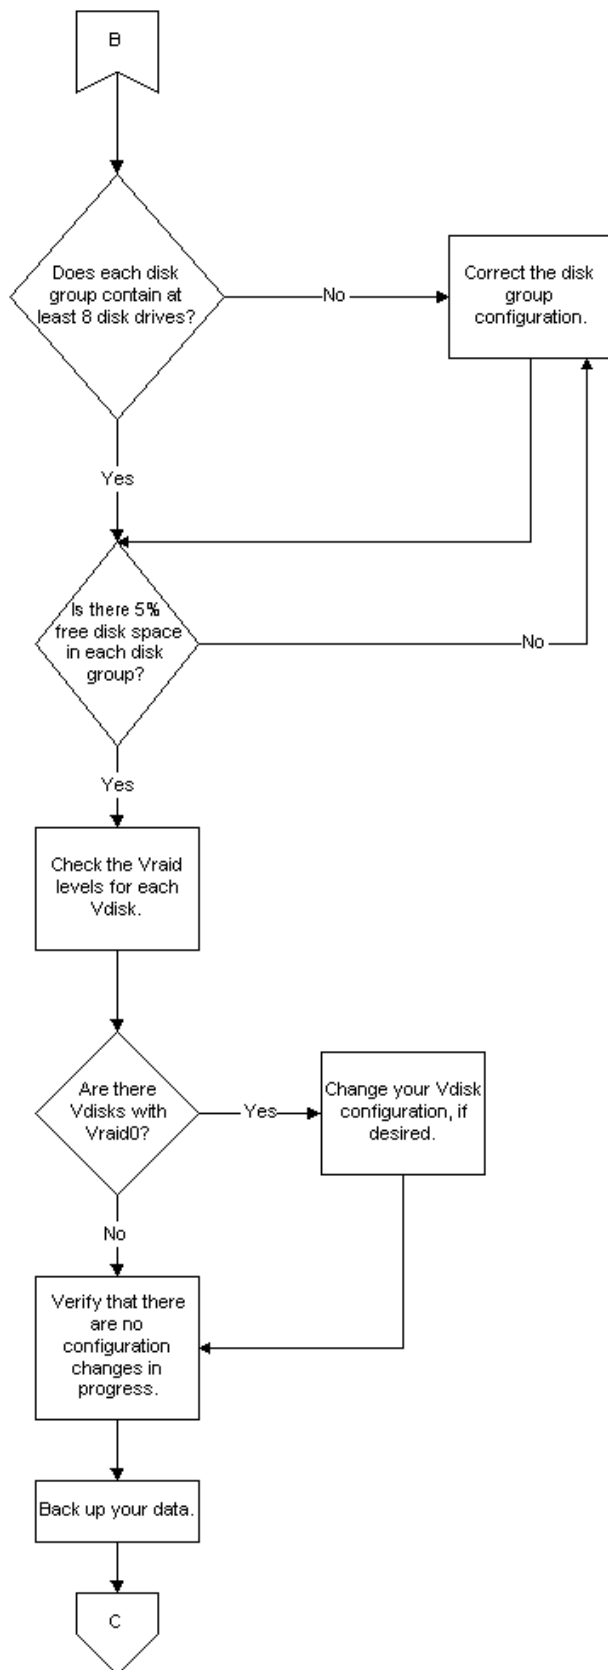 B
Does each disk
group contain at
least 8 disk drives?
No
Correct the disk
group
configuration.
Yes
Is there 5%
free disk space
in each disk
group?
No
Yes
Check the Vraid
levels for each
Vdisk.
Are there
Vdisks with
Vraid0?
Yes
Change your Vdisk
configuration, if
desired.
No
Verify that there
are no
configuration
changes in
progress.
Back up your data.
C